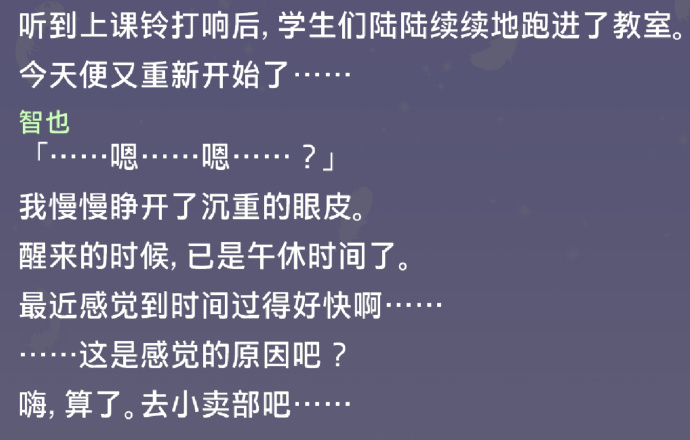 听到上课铃打响后，学生们陆陆续续地跑进了教室。
今天便又重新开始了……
智也
「……嗯……嗯……？」
我慢慢睁开了沉重的眼皮。
醒来的时候，已是午休时间了。
最近感觉到时间过得好快啊……
……这是感觉的原因吧？
嗨，算了。去小卖部吧……